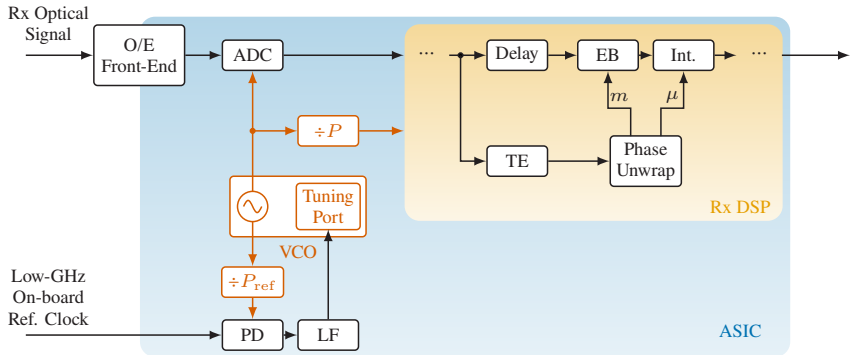 Rx Optical
Signal
O/E
Front-End
ADC
···
Delay
EB
Int.
···
m
μ
÷P
TE
Phase
Unwrap
Tuning
Port
Rx DSP
VCO
Low-GHz
On-board
Ref. Clock
÷P_ref
PD
LF
ASIC